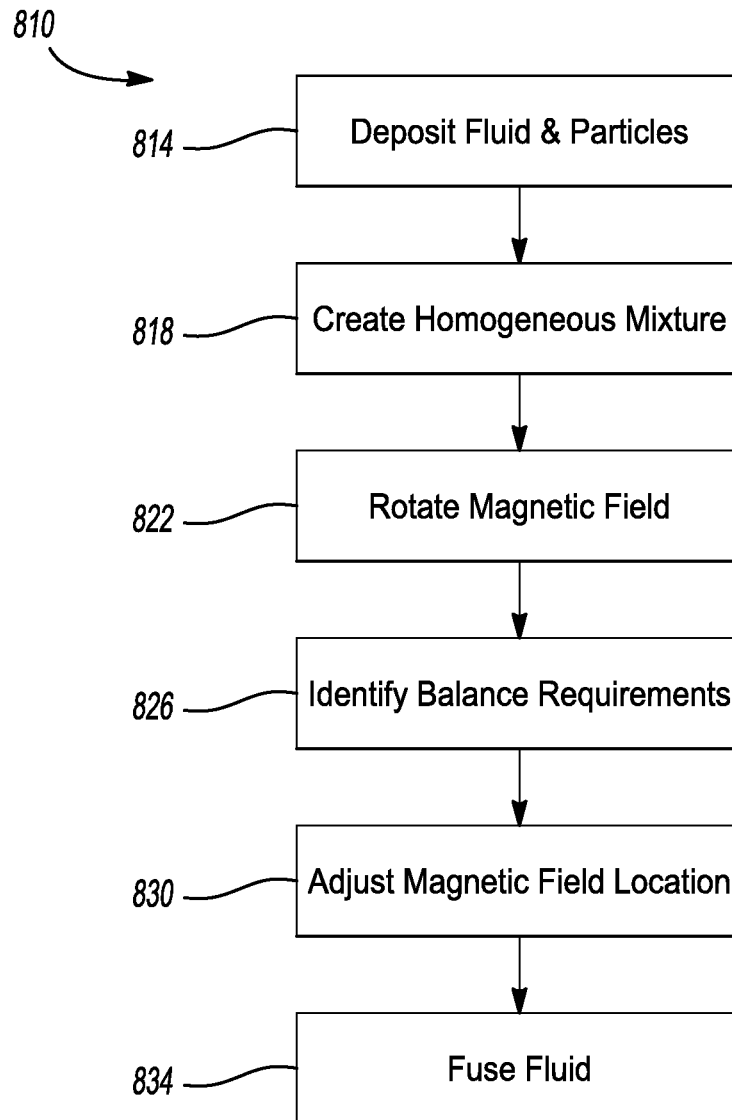 810
814
Deposit Fluid & Particles
818
Create Homogeneous Mixture
822
Rotate Magnetic Field
826
Identify Balance Requirements
830
Adjust Magnetic Field Location
834
Fuse Fluid